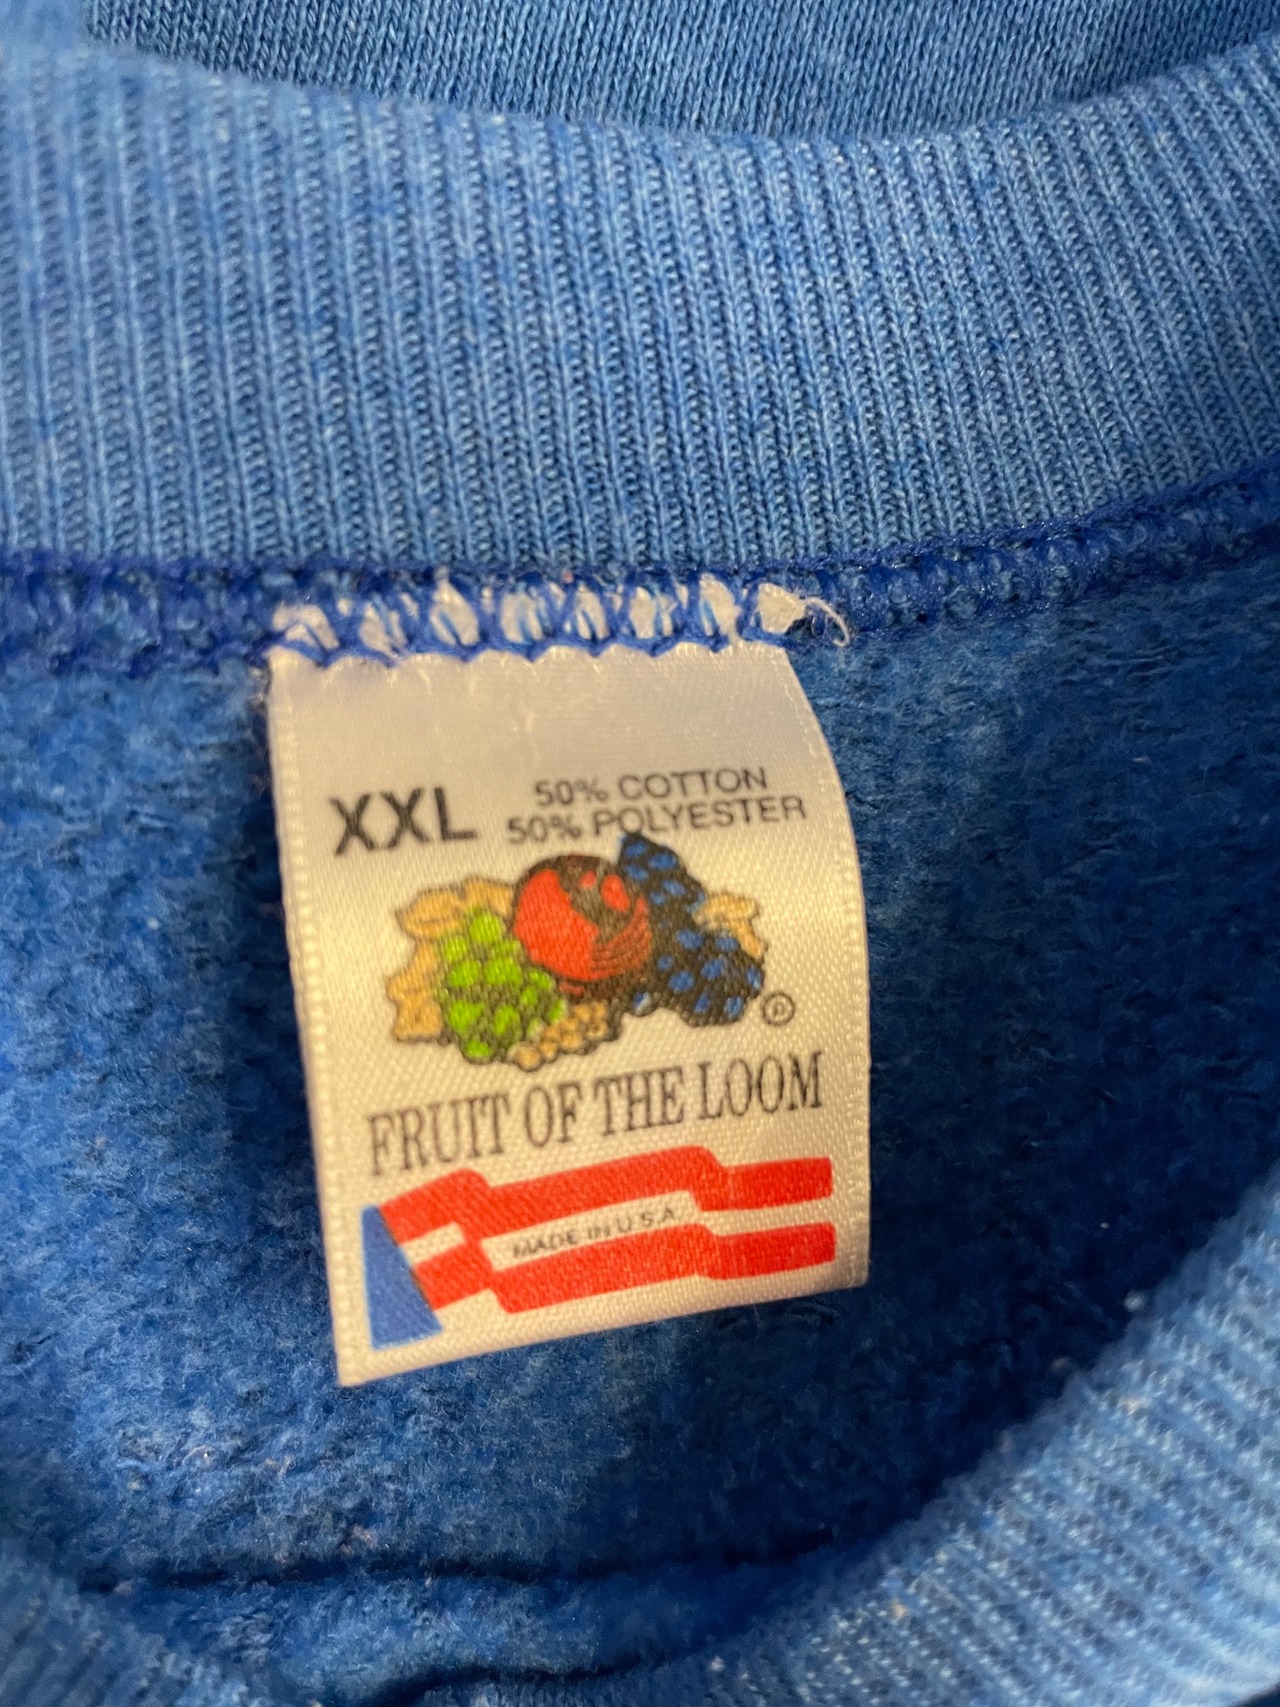 XXL
50% COTTON
50% POLYESTER
®
FRUIT OF THE LOOM
MADE IN U.S.A.